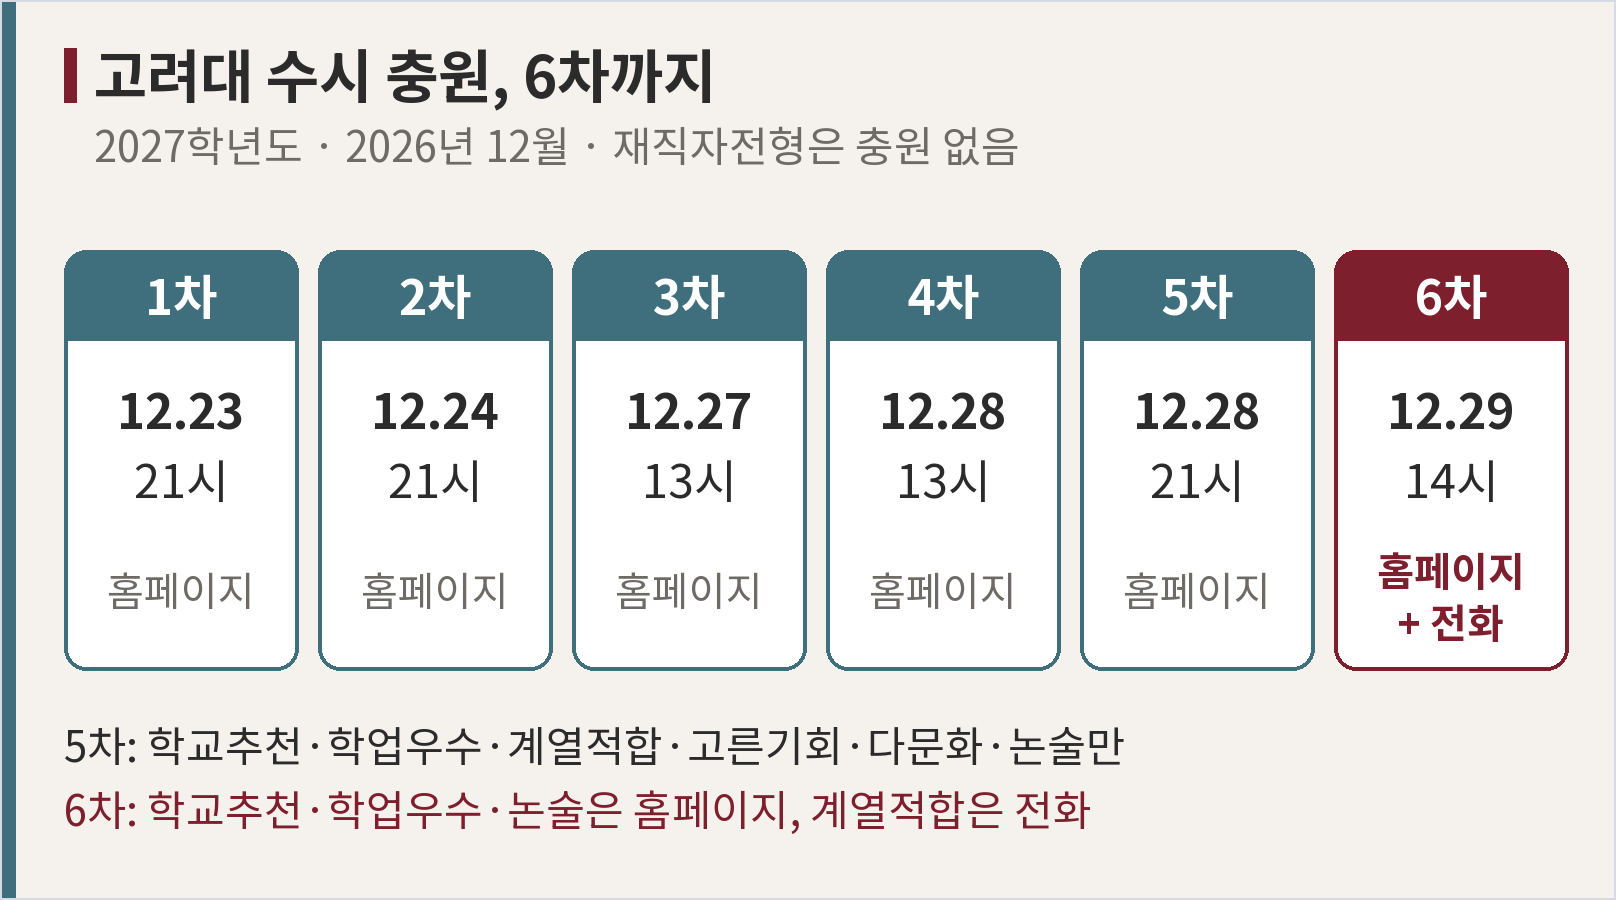 고려대 수시 충원, 6차까지
2027학년도 · 2026년 12월 · 재직자전형은 충원 없음
1차
12.23
21시
홈페이지
2차
12.24
21시
홈페이지
3차
12.27
13시
홈페이지
4차
12.28
13시
홈페이지
5차
12.28
21시
홈페이지
6차
12.29
14시
홈페이지
+ 전화
5차: 학교추천·학업우수·계열적합·고른기회·다문화·논술만
6차: 학교추천·학업우수·논술은 홈페이지, 계열적합은 전화